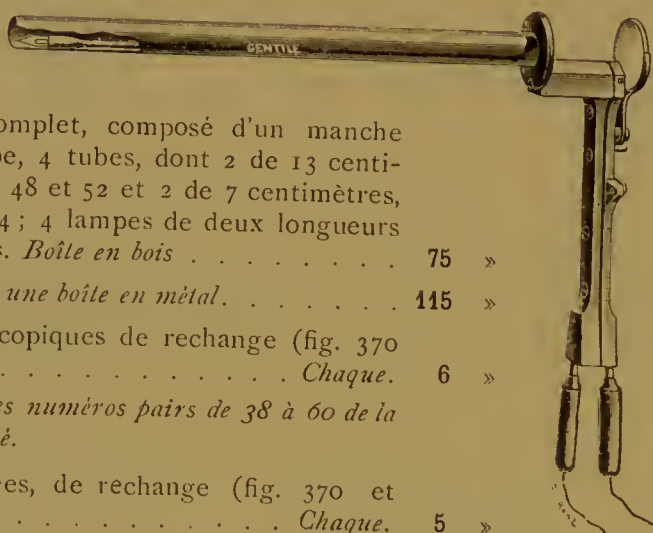 GENTILE
omplet, composé d'un manche
pe, 4 tubes, dont 2 de 13 centi-
48 et 52 et 2 de 7 centimètres,
4 ; 4 lampes de deux longueurs
s. Boîte en bois . . . . . . . . 75 »
une boîte en métal. . . . . . . 115 »
copiques de rechange (fig. 370
. . . . . . . . . . . . Chaque. 6 »
es numéros pairs de 38 à 60 de la
é.
es, de rechange (fig. 370 et
. . . . . . . . . . . . Chaque. 5 »